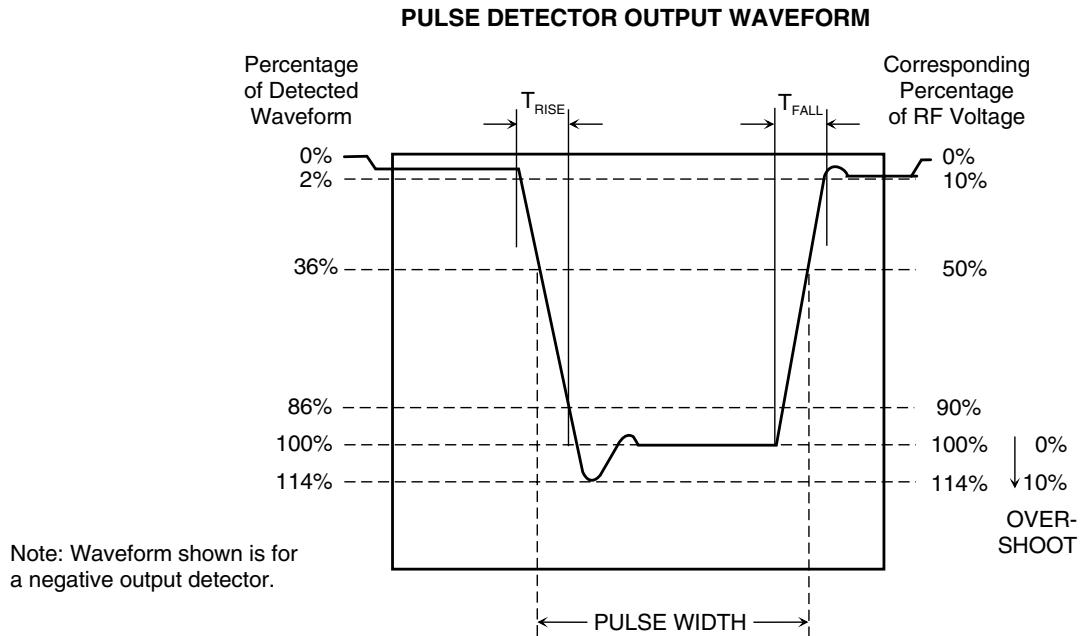 PULSE DETECTOR OUTPUT WAVEFORM
Percentage
of Detected
Waveform
Corresponding
Percentage
of RF Voltage
T RISE
T FALL
0%
0%
2%
10%
36%
50%
86%
90%
100%
100%
0%
114%
114%
10%
OVER-
SHOOT
Note: Waveform shown is for
a negative output detector.
PULSE WIDTH